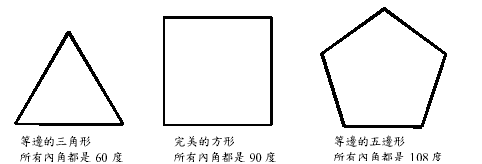 等邊的三角形
所有內角都是 60 度
完美的方形
所有內角都是 90 度
等邊的五邊形
所有內角都是 108 度